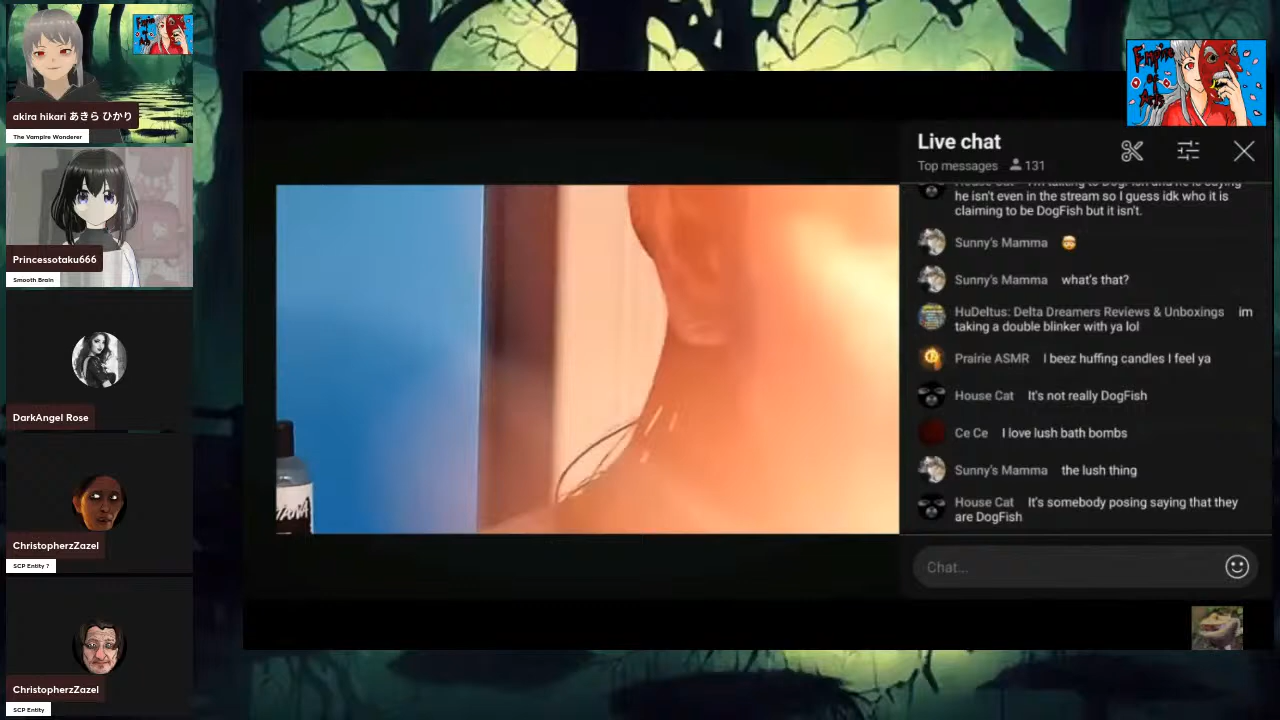 akira hikari あきら ひかり
The Vampire Wonderer
Princessotaku666
Smooth Brain
DarkAngel Rose
ChristopherzZazel
SCP Entity ?
ChristopherzZazel
SCP Entity
Empire
of
Arts
Live chat
Top messages 131
House Cat I'm talking to DogFish and he is saying
he isn't even in the stream so I guess idk who it is
claiming to be DogFish but it isn't.
Sunny's Mamma 🤯
Sunny's Mamma what's that?
HuDeltus: Delta Dreamers Reviews & Unboxings im
taking a double blinker with ya lol
Prairie ASMR I beez huffing candles I feel ya
House Cat It's not really DogFish
Ce Ce I love lush bath bombs
Sunny's Mamma the lush thing
House Cat It's somebody posing saying that they
are DogFish
Chat...